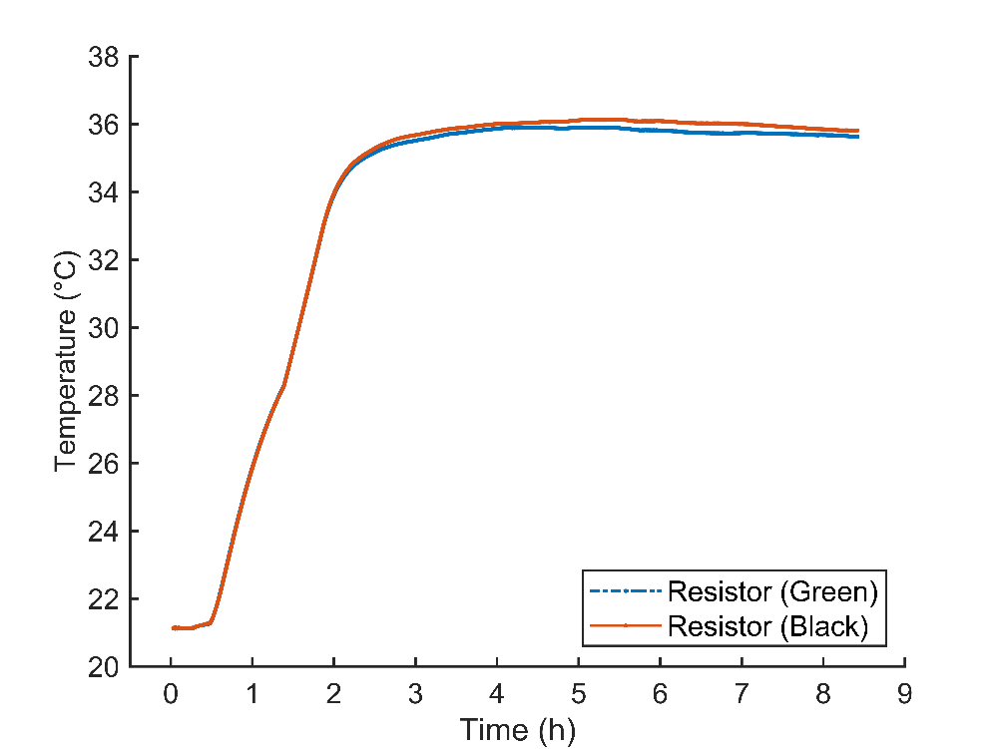 38
36
34
32
30
28
26
24
22
20
Temperature (°C)
Resistor (Green)
Resistor (Black)
0 1 2 3 4 5 6 7 8 9
Time (h)